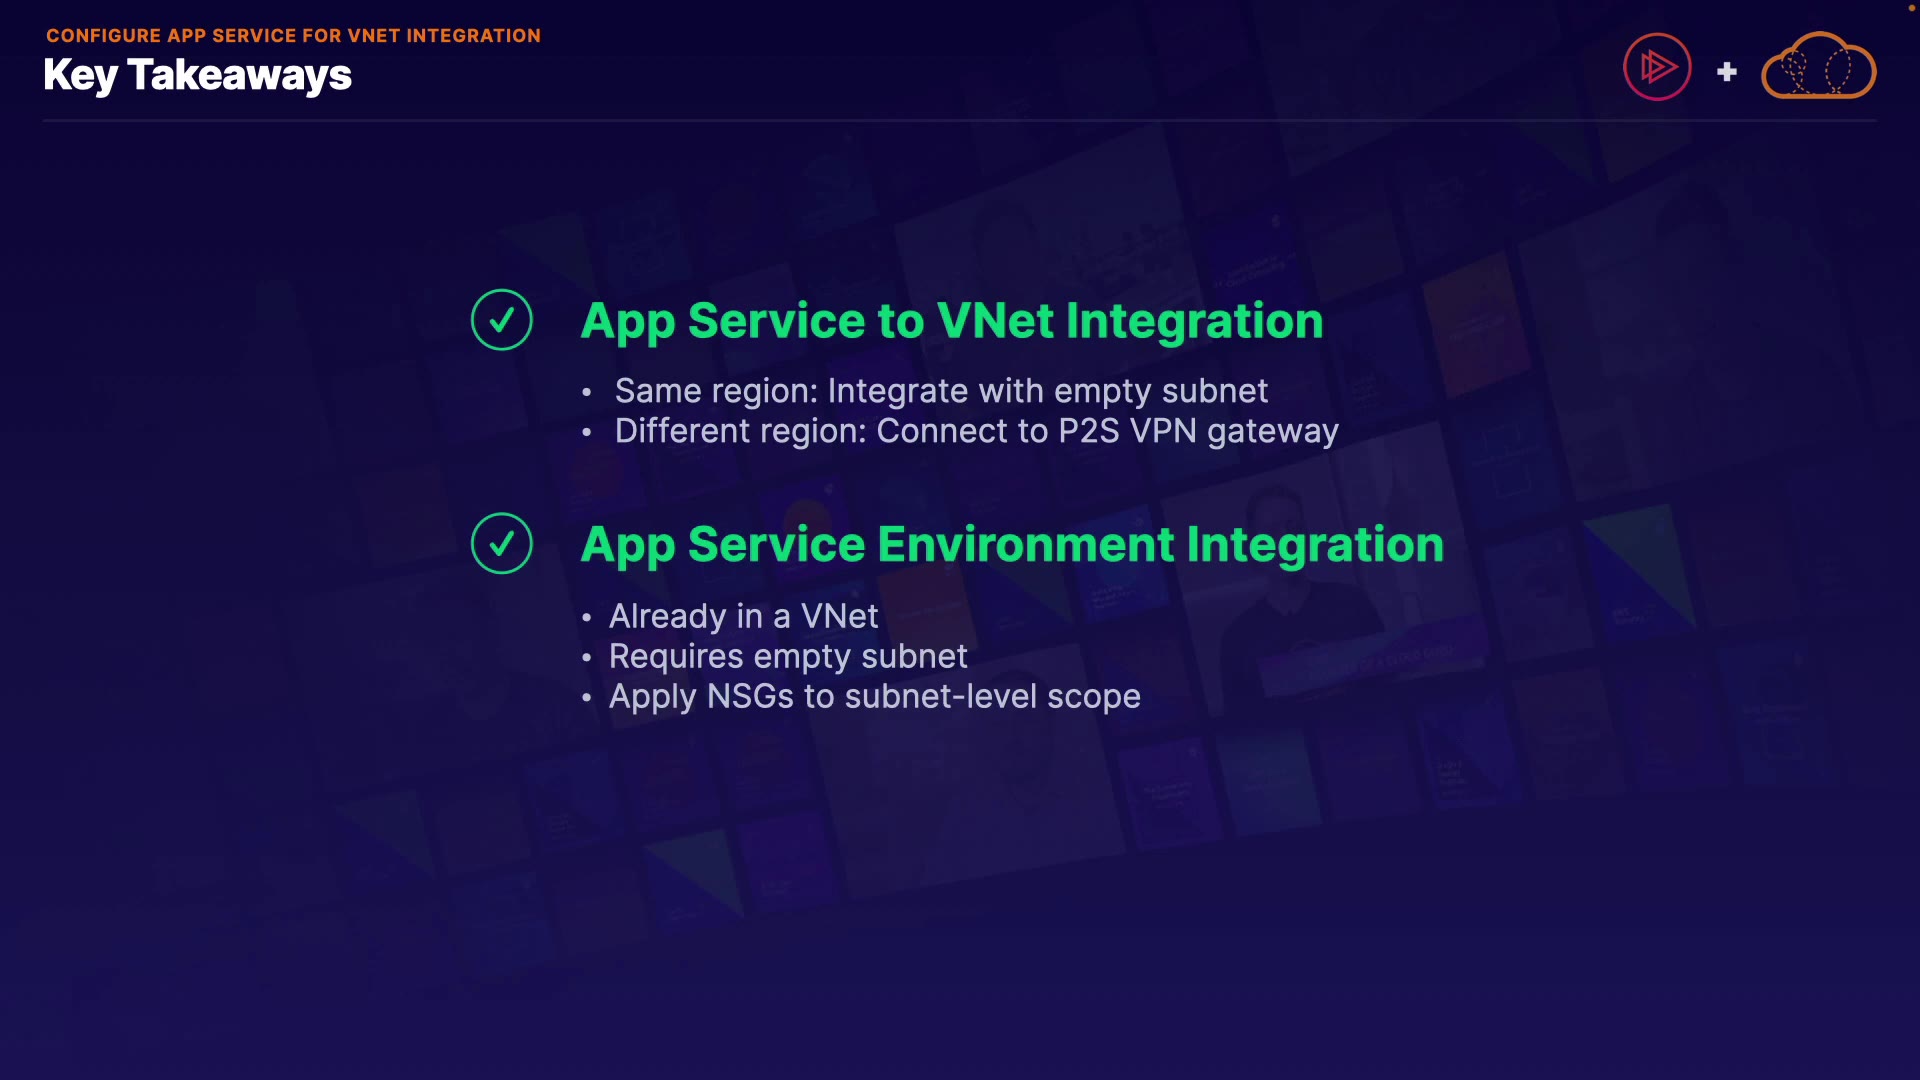 CONFIGURE APP SERVICE FOR VNET INTEGRATION
Key Takeaways
App Service to VNet Integration
• Same region: Integrate with empty subnet
• Different region: Connect to P2S VPN gateway
App Service Environment Integration
• Already in a VNet
• Requires empty subnet
• Apply NSGs to subnet-level scope